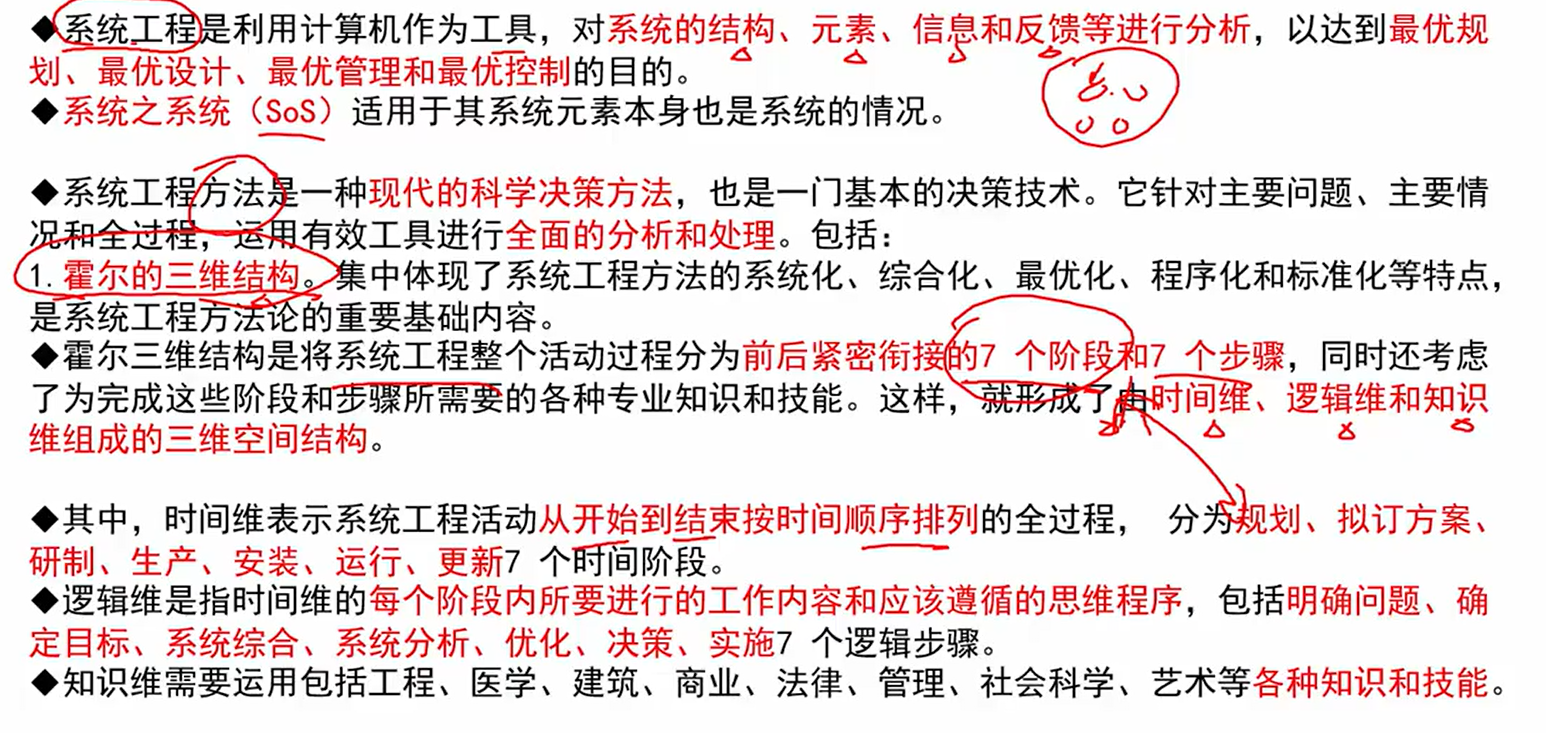 ◆系统工程是利用计算机作为工具，对系统的结构、元素、信息和反馈等进行分析，以达到最优规
划、最优设计、最优管理和最优控制的目的。
◆系统之系统（SoS）适用于其系统元素本身也是系统的情况。
◆系统工程方法是一种现代的科学决策方法，也是一门基本的决策技术。它针对主要问题、主要情
况和全过程，运用有效工具进行全面的分析和处理。包括：
1.霍尔的三维结构。集中体现了系统工程方法的系统化、综合化、最优化、程序化和标准化等特点，
是系统工程方法论的重要基础内容。
◆霍尔三维结构是将系统工程整个活动过程分为前后紧密衔接的7 个阶段和7 个步骤，同时还考虑
了为完成这些阶段和步骤所需要的各种专业知识和技能。这样，就形成了由时间维、逻辑维和知识
维组成的三维空间结构。
◆其中，时间维表示系统工程活动从开始到结束按时间顺序排列的全过程， 分为规划、拟订方案、
研制、生产、安装、运行、更新7 个时间阶段。
◆逻辑维是指时间维的每个阶段内所要进行的工作内容和应该遵循的思维程序，包括明确问题、确
定目标、系统综合、系统分析、优化、决策、实施7 个逻辑步骤。
◆知识维需要运用包括工程、医学、建筑、商业、法律、管理、社会科学、艺术等各种知识和技能。